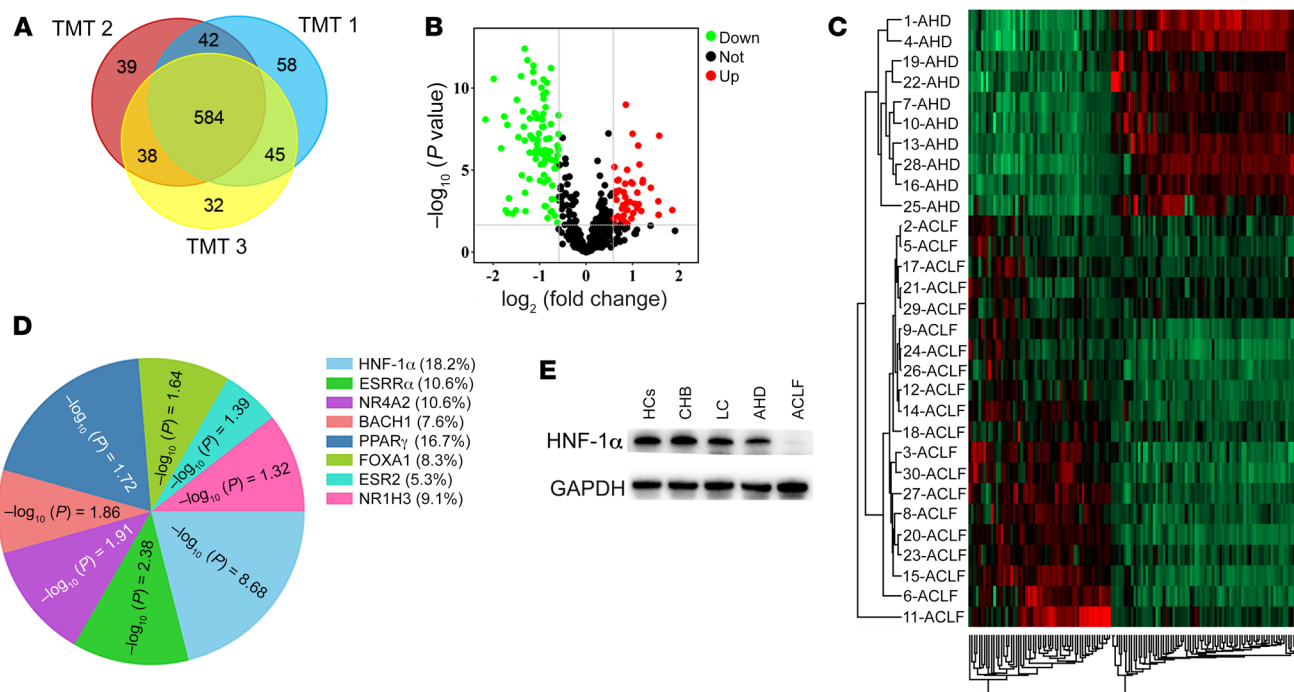 A
TMT 2
TMT 1
42
39
58
584
38
45
32
TMT 3
B
–log10 (P value)
10
5
0
-2
-1
0
1
2
log2 (fold change)
Down
Not
Up
C
1-AHD
4-AHD
19-AHD
22-AHD
7-AHD
10-AHD
13-AHD
28-AHD
16-AHD
25-AHD
2-ACLF
5-ACLF
17-ACLF
21-ACLF
29-ACLF
9-ACLF
24-ACLF
26-ACLF
12-ACLF
14-ACLF
18-ACLF
3-ACLF
30-ACLF
27-ACLF
8-ACLF
20-ACLF
23-ACLF
15-ACLF
6-ACLF
11-ACLF
D
–log10 (P) = 1.64
–log10 (P) = 1.39
–log10 (P) = 1.72
–log10 (P) = 1.32
–log10 (P) = 1.86
–log10 (P) = 1.91
–log10 (P) = 2.38
–log10 (P) = 8.68
HNF-1α (18.2%)
ESRRα (10.6%)
NR4A2 (10.6%)
BACH1 (7.6%)
PPARγ (16.7%)
FOXA1 (8.3%)
ESR2 (5.3%)
NR1H3 (9.1%)
E
HCs
CHB
LC
AHD
ACLF
HNF-1α
GAPDH